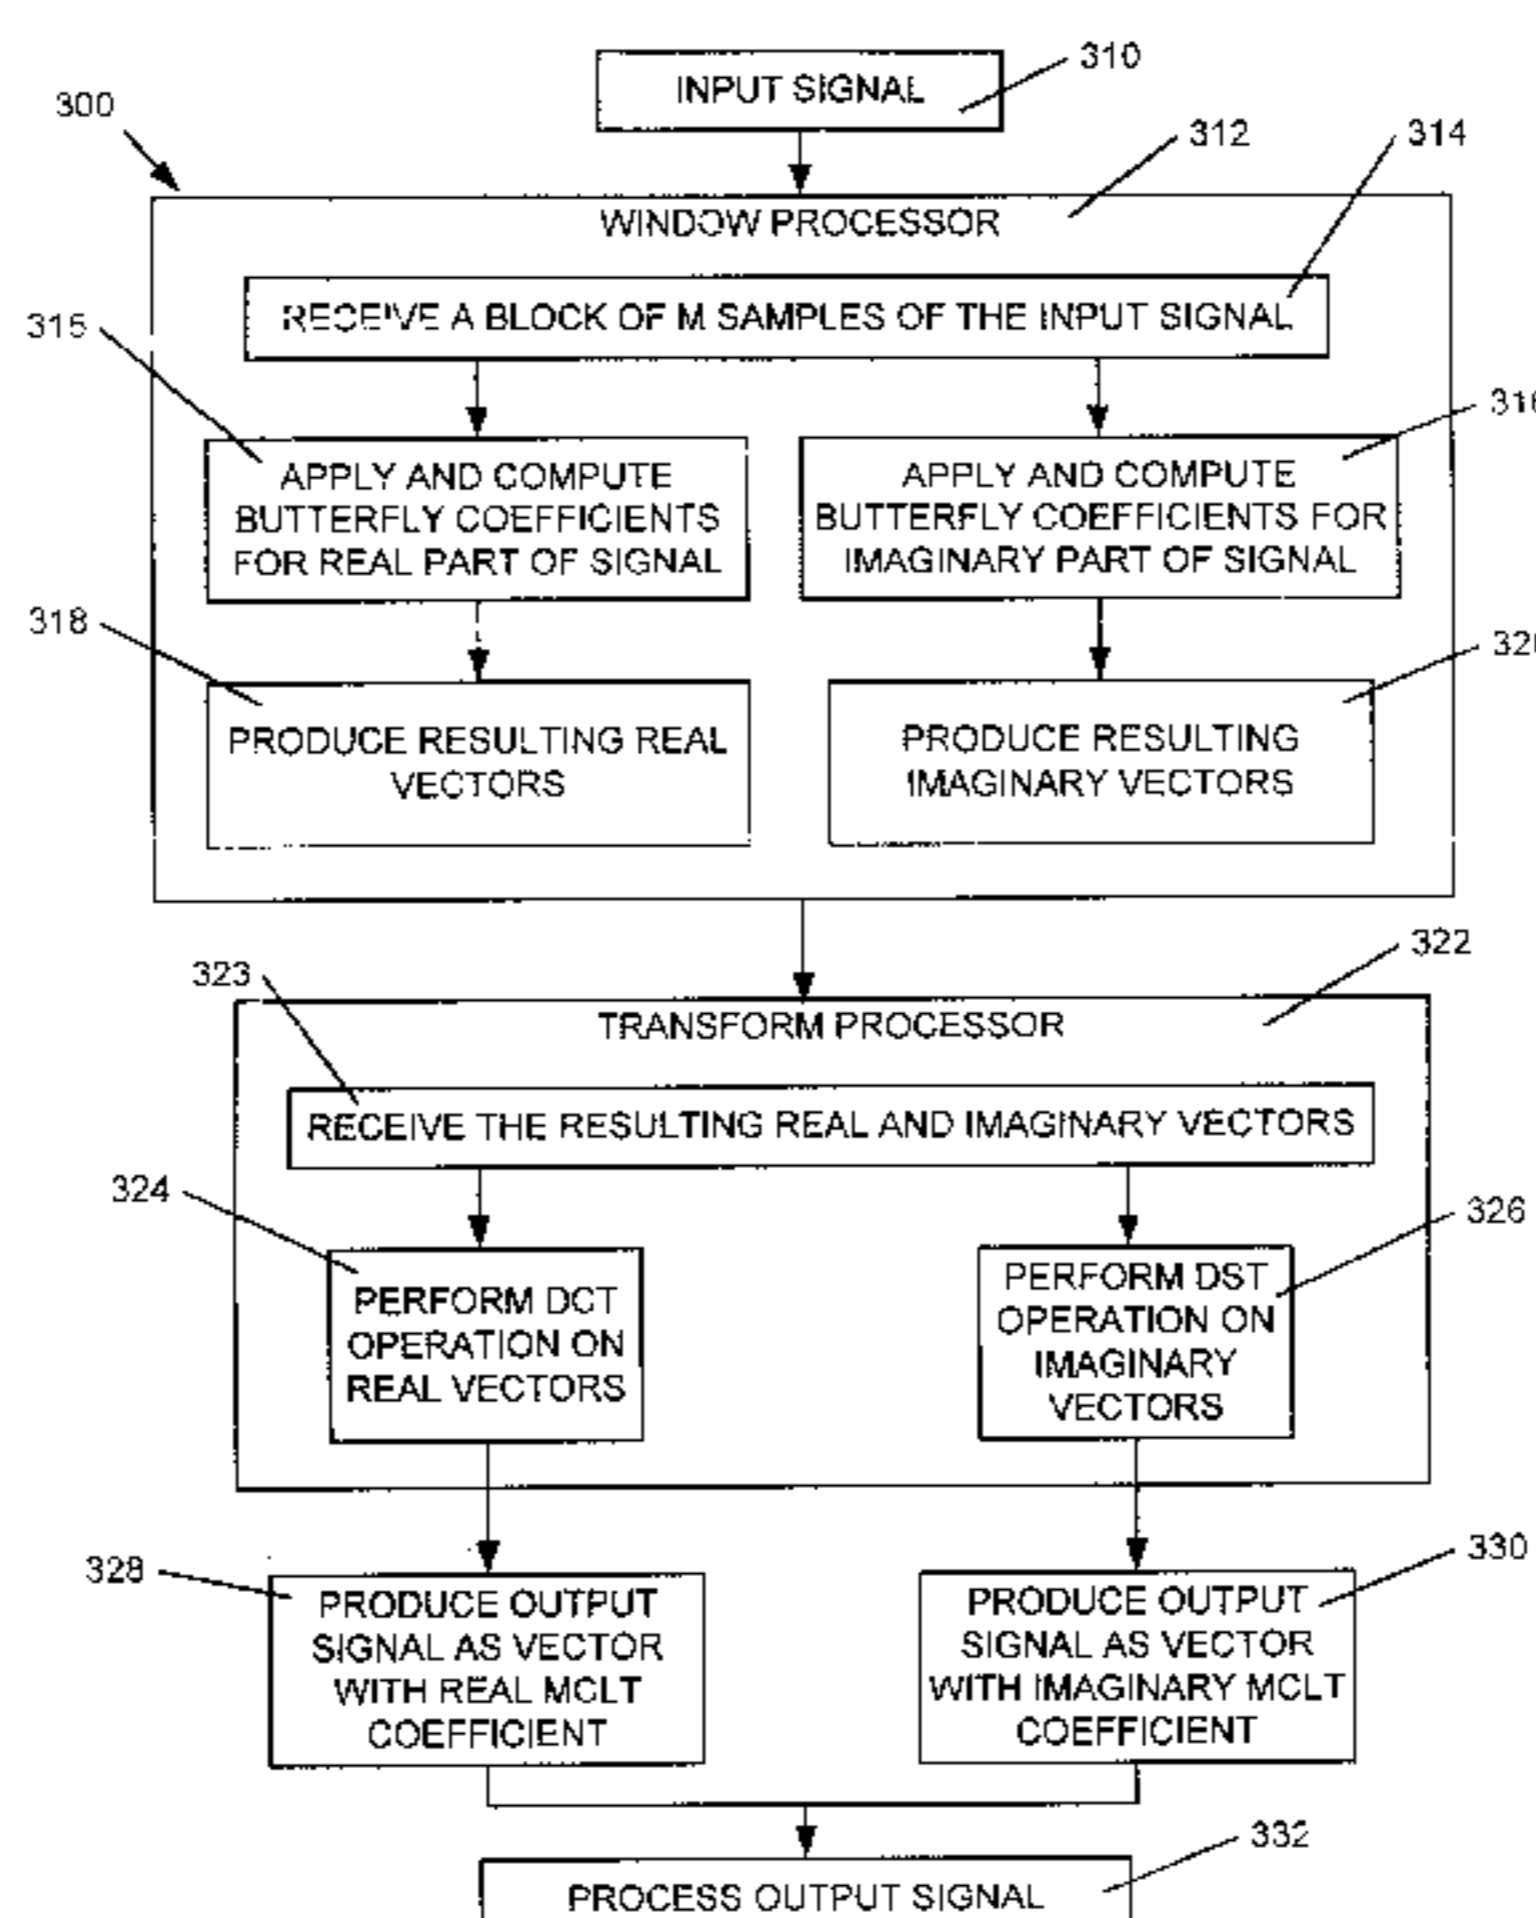 310
INPUT SIGNAL
300
312
314
WINDOW PROCESSOR
RECEIVE A BLOCK OF M SAMPLES OF THE INPUT SIGNAL
315
APPLY AND COMPUTE
BUTTERFLY COEFFICIENTS
FOR REAL PART OF SIGNAL
APPLY AND COMPUTE
BUTTERFLY COEFFICIENTS FOR
IMAGINARY PART OF SIGNAL
318
PRODUCE RESULTING REAL
VECTORS
PRODUCE RESULTING
IMAGINARY VECTORS
322
323
TRANSFORM PROCESSOR
RECEIVE THE RESULTING REAL AND IMAGINARY VECTORS
324
326
PERFORM DCT
OPERATION ON
REAL VECTORS
PERFORM DST
OPERATION ON
IMAGINARY
VECTORS
328
330
PRODUCE OUTPUT
SIGNAL AS VECTOR
WITH REAL MCLT
COEFFICIENT
PRODUCE OUTPUT
SIGNAL AS VECTOR
WITH IMAGINARY MCLT
COEFFICIENT
332
PROCESS OUTPUT SIGNAL